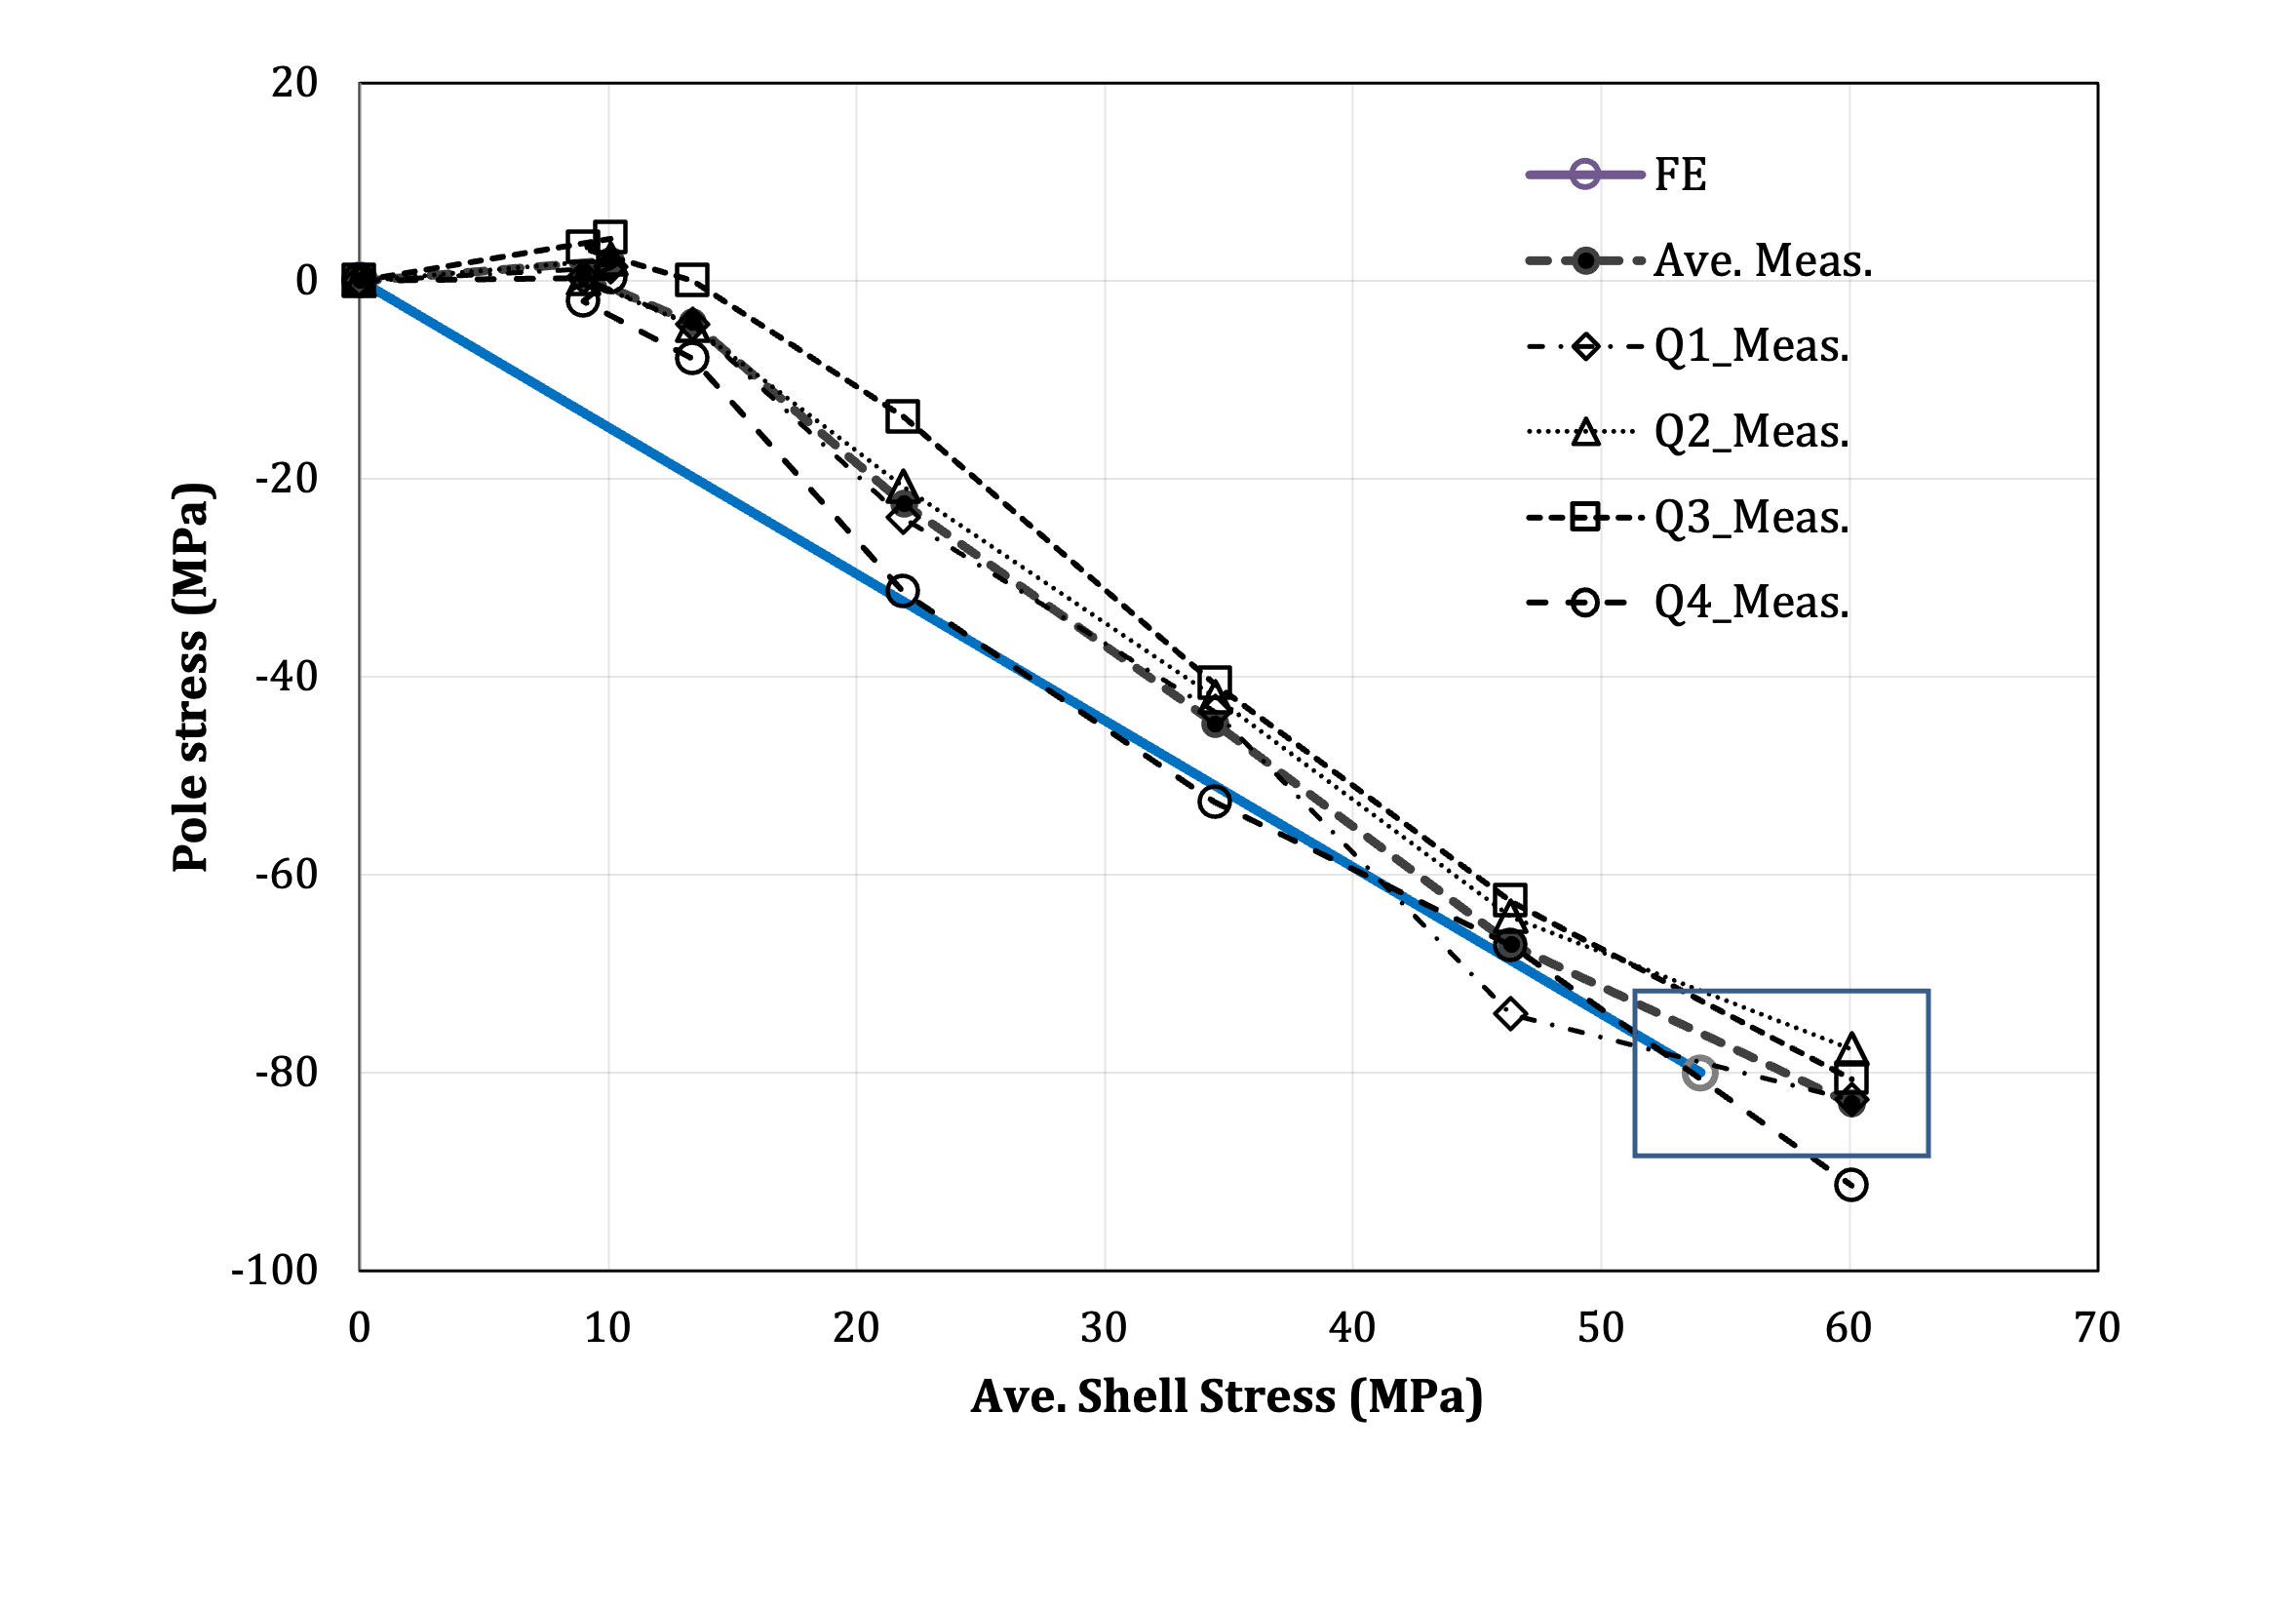 20
0
-20
-40
-60
-80
-100
Pole stress (MPa)
FE
Ave. Meas.
Q1_Meas.
Q2_Meas.
Q3_Meas.
Q4_Meas.
0 10 20 30 40 50 60 70
Ave. Shell Stress (MPa)